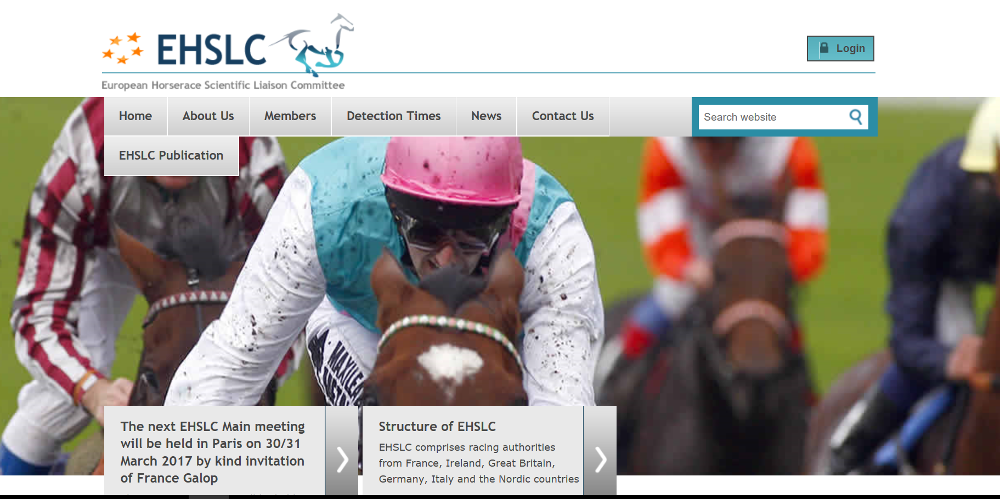 EHSLC
European Horserace Scientific Liaison Committee
Login
Home
About Us
Members
Detection Times
News
Contact Us
Search website
EHSLC Publication
The next EHSLC Main meeting
will be held in Paris on 30/31
March 2017 by kind invitation
of France Galop
Structure of EHSLC
EHSLC comprises racing authorities
from France, Ireland, Great Britain,
Germany, Italy and the Nordic countries